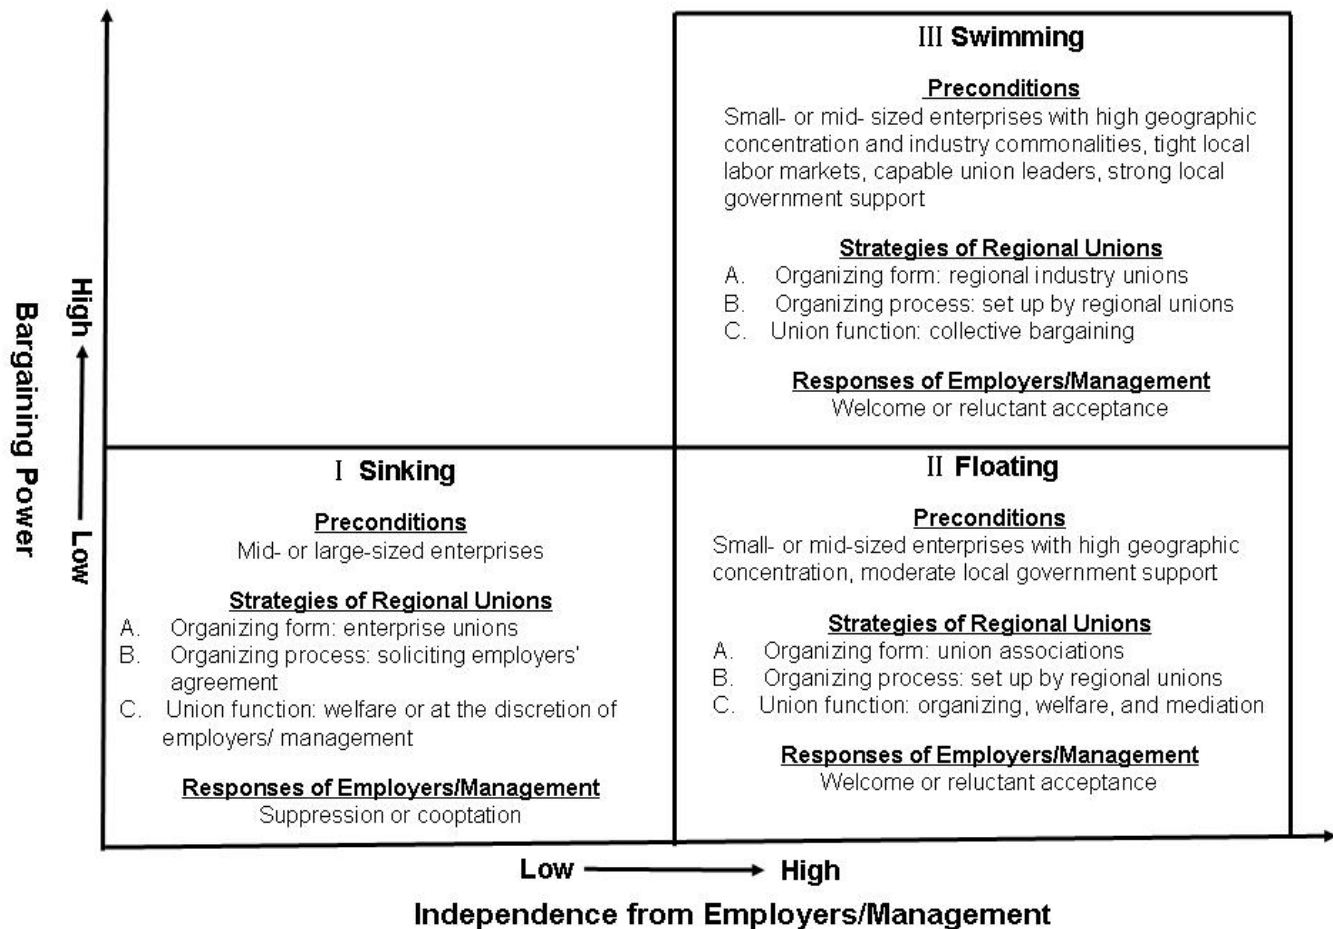 III Swimming
Preconditions
Small- or mid- sized enterprises with high geographic
concentration and industry commonalities, tight local
labor markets, capable union leaders, strong local
government support
Strategies of Regional Unions
A. Organizing form: regional industry unions
B. Organizing process: set up by regional unions
C. Union function: collective bargaining
Responses of Employers/Management
Welcome or reluctant acceptance
Bargaining Power
Low
High
I Sinking
Preconditions
Mid- or large-sized enterprises
Strategies of Regional Unions
A. Organizing form: enterprise unions
B. Organizing process: soliciting employers'
agreement
C. Union function: welfare or at the discretion of
employers/ management
Responses of Employers/Management
Suppression or cooptation
II Floating
Preconditions
Small- or mid-sized enterprises with high geographic
concentration, moderate local government support
Strategies of Regional Unions
A. Organizing form: union associations
B. Organizing process: set up by regional unions
C. Union function: organizing, welfare, and mediation
Responses of Employers/Management
Welcome or reluctant acceptance
Low
High
Independence from Employers/Management